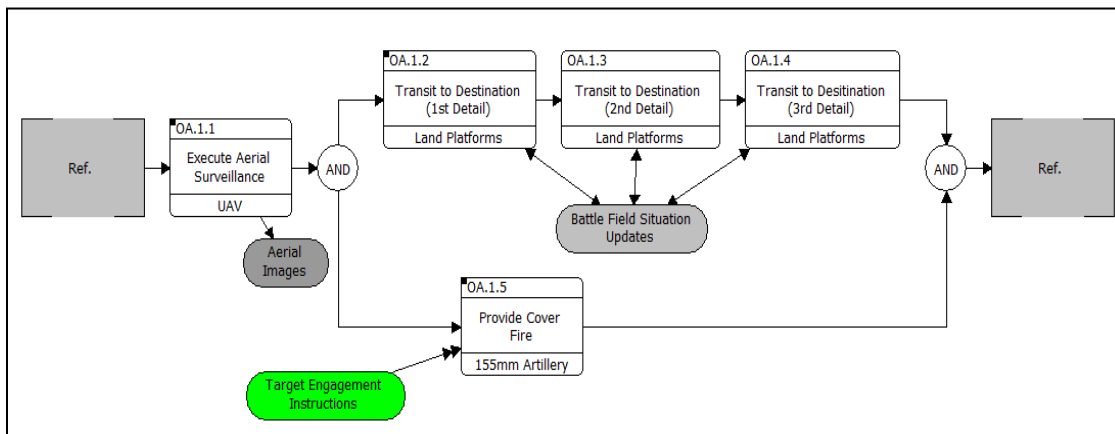 Ref.
OA.1.1
Execute Aerial
Surveillance
UAV
Aerial
Images
AND
OA.1.2
Transit to Destination
(1st Detail)
Land Platforms
OA.1.3
Transit to Destination
(2nd Detail)
Land Platforms
OA.1.4
Transit to Desitination
(3rd Detail)
Land Platforms
Battle Field Situation
Updates
OA.1.5
Provide Cover
Fire
155mm Artillery
Target Engagement
Instructions
AND
Ref.